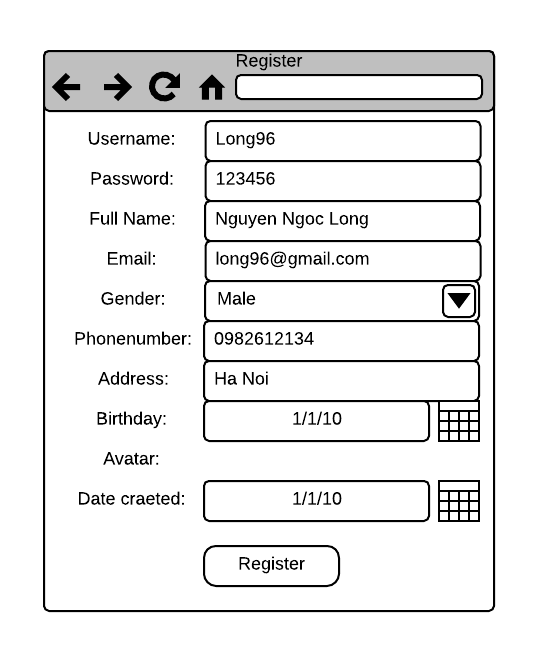 Register
Username: Long96
Password: 123456
Full Name: Nguyen Ngoc Long
Email: long96@gmail.com
Gender: Male
Phonenumber: 0982612134
Address: Ha Noi
Birthday: 1/1/10
Avatar:
Date craeted: 1/1/10
Register